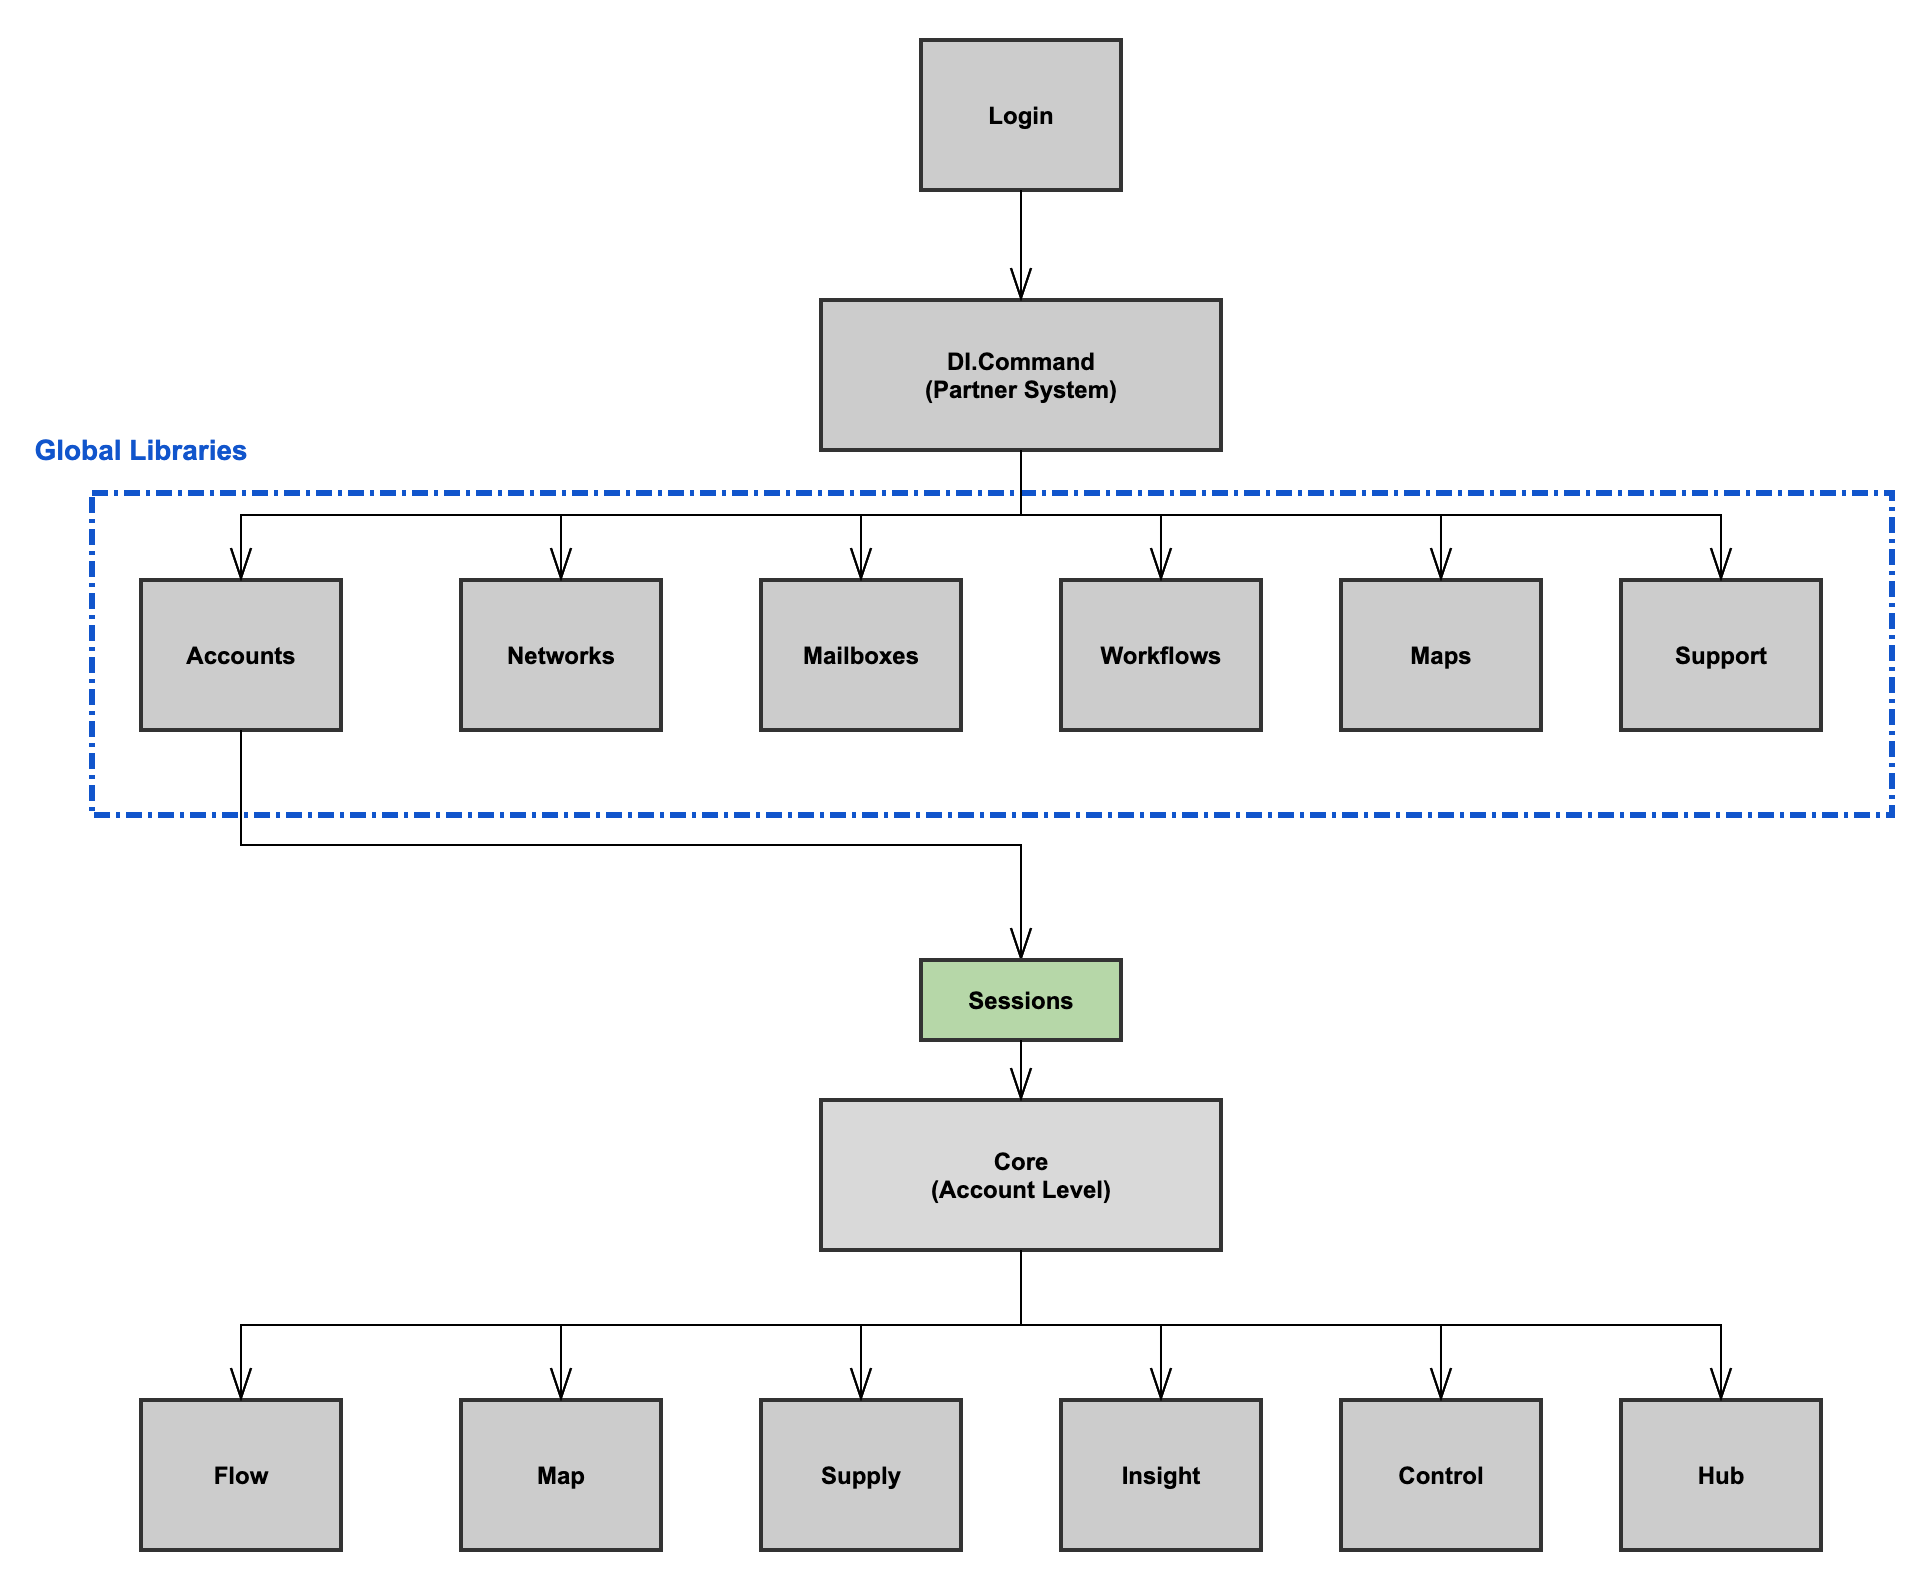 Login
DI.Command
(Partner System)
Global Libraries
Accounts
Networks
Mailboxes
Workflows
Maps
Support
Sessions
Core
(Account Level)
Flow
Map
Supply
Insight
Control
Hub